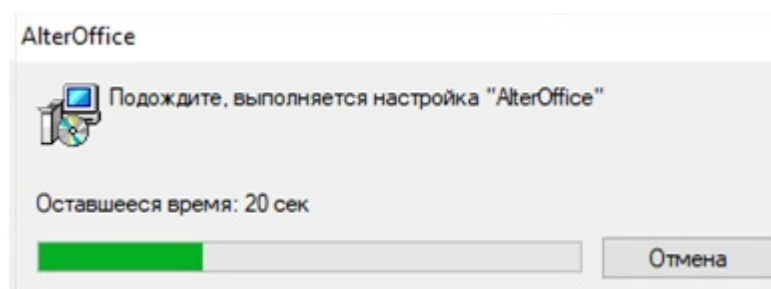 AlterOffice
Подождите, выполняется настройка "AlterOffice"
Оставшееся время: 20 сек
Отмена